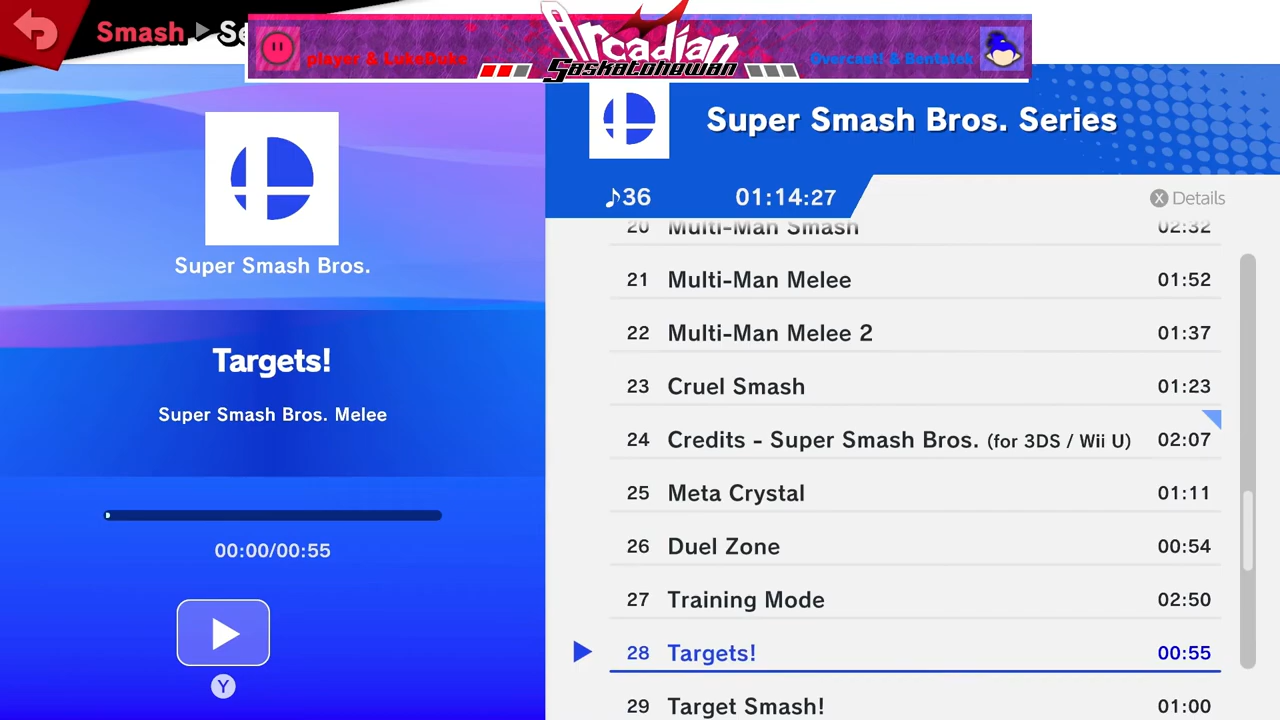 Smash
Arcadian
Saskatchewan
player & LukeDuke
Overcast! & Bentatek
Super Smash Bros.
Targets!
Super Smash Bros. Melee
00:00/00:55
Y
Super Smash Bros. Series
♪36 01:14:27
X Details
20 Multi-Man Smash 02:32
21 Multi-Man Melee 01:52
22 Multi-Man Melee 2 01:37
23 Cruel Smash 01:23
24 Credits - Super Smash Bros. (for 3DS / Wii U) 02:07
25 Meta Crystal 01:11
26 Duel Zone 00:54
27 Training Mode 02:50
28 Targets! 00:55
29 Target Smash! 01:00